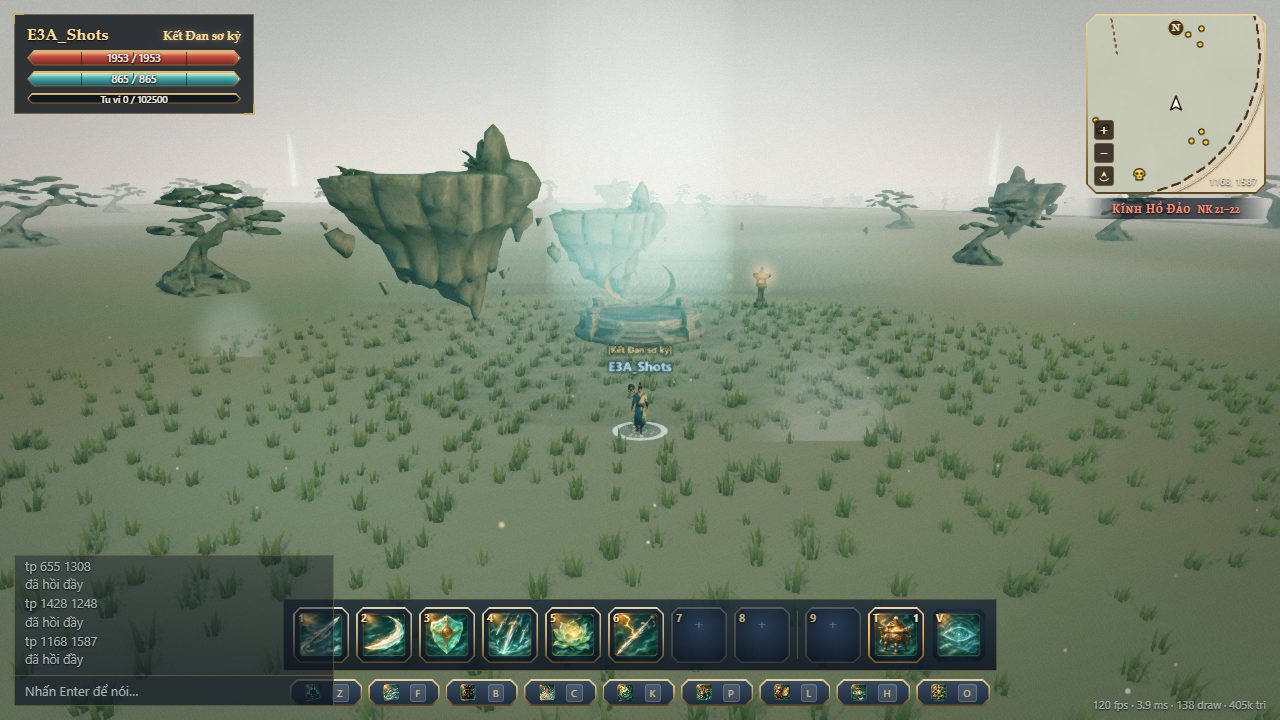 E3A_Shots Kết Đan sơ kỳ
1953 / 1953
865 / 865
Tu vi 0 / 102500
N
+
−
1168, 1587
Kính Hồ Đảo NK 21–22
[Kết Đan sơ kỳ]
E3A_Shots
tp 655 1308
đã hồi đầy
tp 1428 1248
đã hồi đầy
tp 1168 1587
đã hồi đầy
Nhấn Enter để nói...
1 2 3 4 5 6 7 8 9 T 1 V
Z F B C K P L H O
120 fps · 3.9 ms · 138 draw · 405k tri